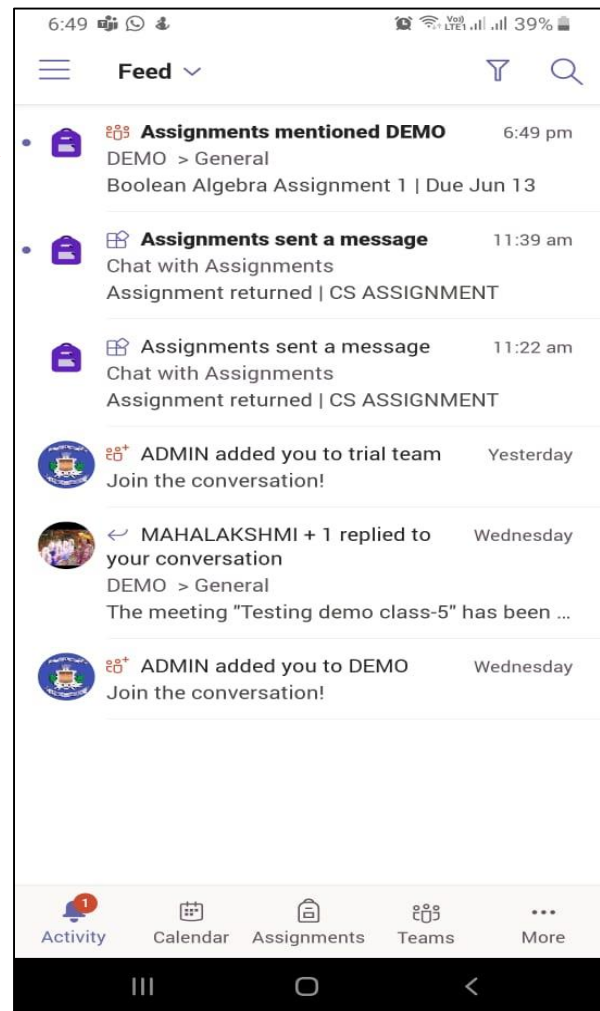 6:49 Vo)) LTE1 39%
Feed
Assignments mentioned DEMO 6:49 pm
DEMO > General
Boolean Algebra Assignment 1 | Due Jun 13
Assignments sent a message 11:39 am
Chat with Assignments
Assignment returned | CS ASSIGNMENT
Assignments sent a message 11:22 am
Chat with Assignments
Assignment returned | CS ASSIGNMENT
ADMIN added you to trial team Yesterday
Join the conversation!
MAHALAKSHMI + 1 replied to Wednesday
your conversation
DEMO > General
The meeting "Testing demo class-5" has been ...
ADMIN added you to DEMO Wednesday
Join the conversation!
1
Activity Calendar Assignments Teams More